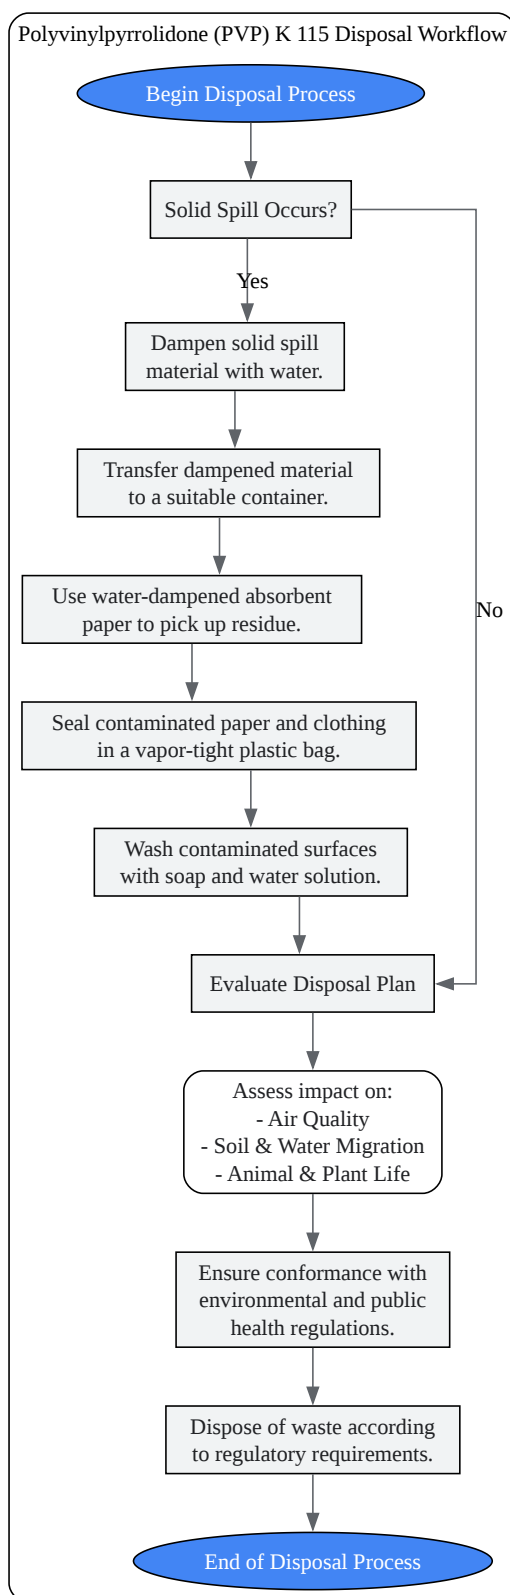 Polyvinylpyrrolidone (PVP) K 115 Disposal Workflow
Begin Disposal Process
Solid Spill Occurs?
Yes
Dampen solid spill
material with water.
Transfer dampened material
to a suitable container.
Use water-dampened absorbent
paper to pick up residue.
No
Seal contaminated paper and clothing
in a vapor-tight plastic bag.
Wash contaminated surfaces
with soap and water solution.
Evaluate Disposal Plan
Assess impact on:
- Air Quality
- Soil & Water Migration
- Animal & Plant Life
Ensure conformance with
environmental and public
health regulations.
Dispose of waste according
to regulatory requirements.
End of Disposal Process